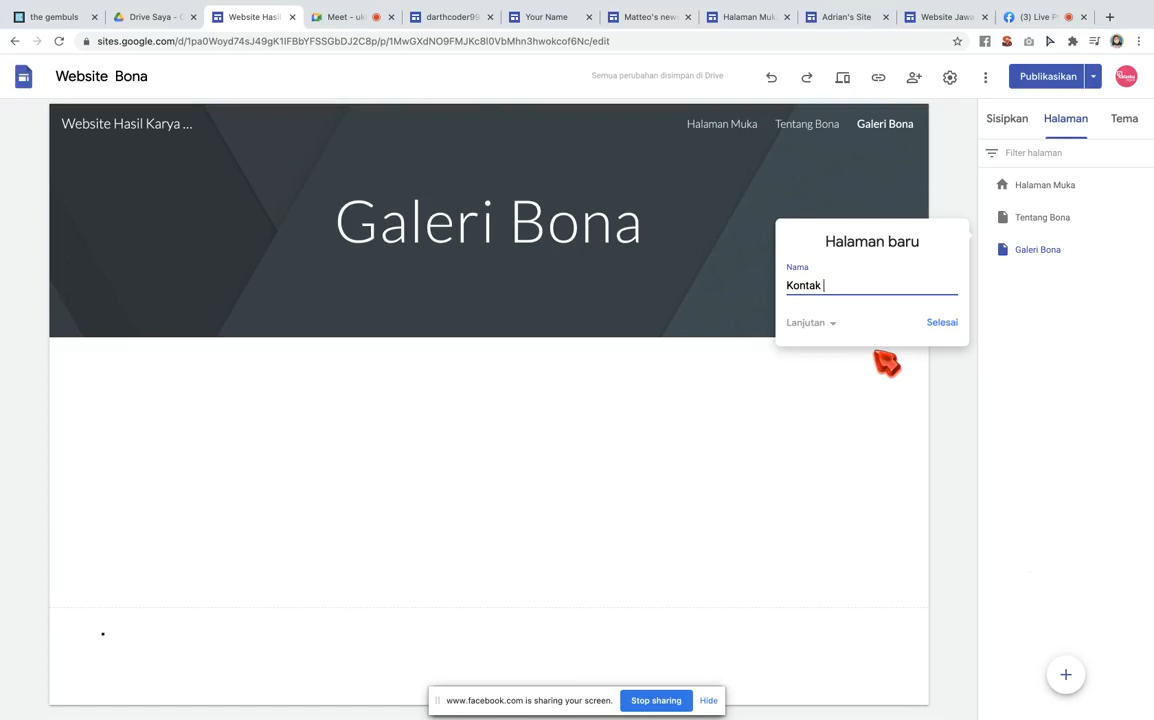 the gembuls
Drive Saya - G
Website Hasil
Meet - uk
darthcoder99
Your Name
Matteo's new
Halaman Muk
Adrian's Site
Website Jawa
(3) Live P
sites.google.com/d/1pa0Woyd74sJ49gK1IFBbYFSSGbDJ2C8p/p/1MwGXdNO9FMJKc8l0VbMhn3hwokcof6Nc/edit
Website Bona
Semua perubahan disimpan di Drive
Publikasikan
Website Hasil Karya ...
Halaman Muka
Tentang Bona
Galeri Bona
Sisipkan
Halaman
Tema
Filter halaman
Halaman Muka
Tentang Bona
Galeri Bona
Galeri Bona
Halaman baru
Nama
Kontak
Lanjutan
Selesai
www.facebook.com is sharing your screen.
Stop sharing
Hide